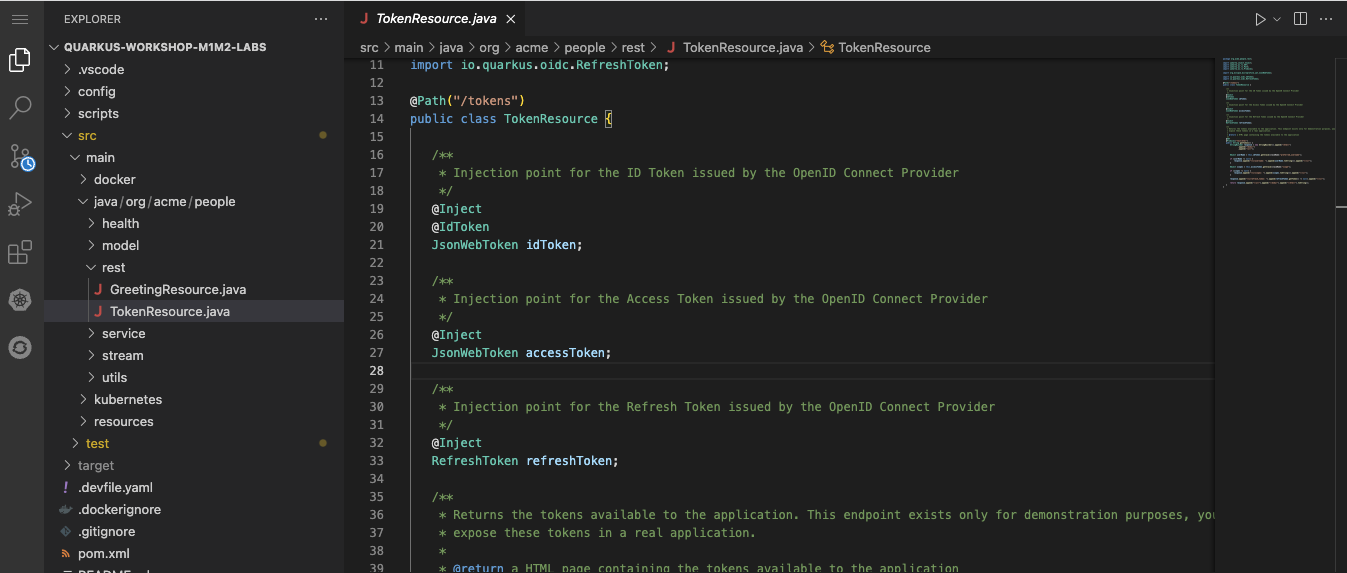 EXPLORER
QUARKUS-WORKSHOP-M1M2-LABS
.vscode
config
scripts
src
main
docker
java/org/acme/people
health
model
rest
J GreetingResource.java
J TokenResource.java
service
stream
utils
kubernetes
resources
test
target
! .devfile.yaml
.dockerignore
.gitignore
pom.xml
J TokenResource.java
src > main > java > org > acme > people > rest > J TokenResource.java > TokenResource
11 import io.quarkus.oidc.RefreshToken;
12
13 @Path("/tokens")
14 public class TokenResource {
15
16 /**
17 * Injection point for the ID Token issued by the OpenID Connect Provider
18 */
19 @Inject
20 @IdToken
21 JsonWebToken idToken;
22
23 /**
24 * Injection point for the Access Token issued by the OpenID Connect Provider
25 */
26 @Inject
27 JsonWebToken accessToken;
28
29 /**
30 * Injection point for the Refresh Token issued by the OpenID Connect Provider
31 */
32 @Inject
33 RefreshToken refreshToken;
34
35 /**
36 * Returns the tokens available to the application. This endpoint exists only for demonstration purposes, you
37 * expose these tokens in a real application.
38 *
39 * @return a HTML page containing the tokens available to the application